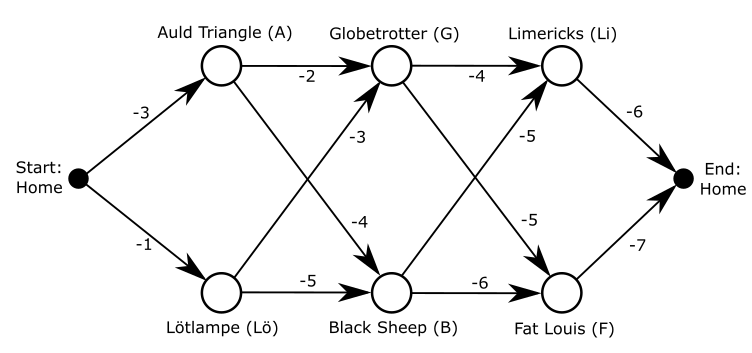 Auld Triangle (A)
Globetrotter (G)
Limericks (Li)
-2
-4
-3
-6
-3
-5
Start:
Home
End:
Home
-4
-5
-1
-7
-5
-6
Lötlampe (Lö)
Black Sheep (B)
Fat Louis (F)